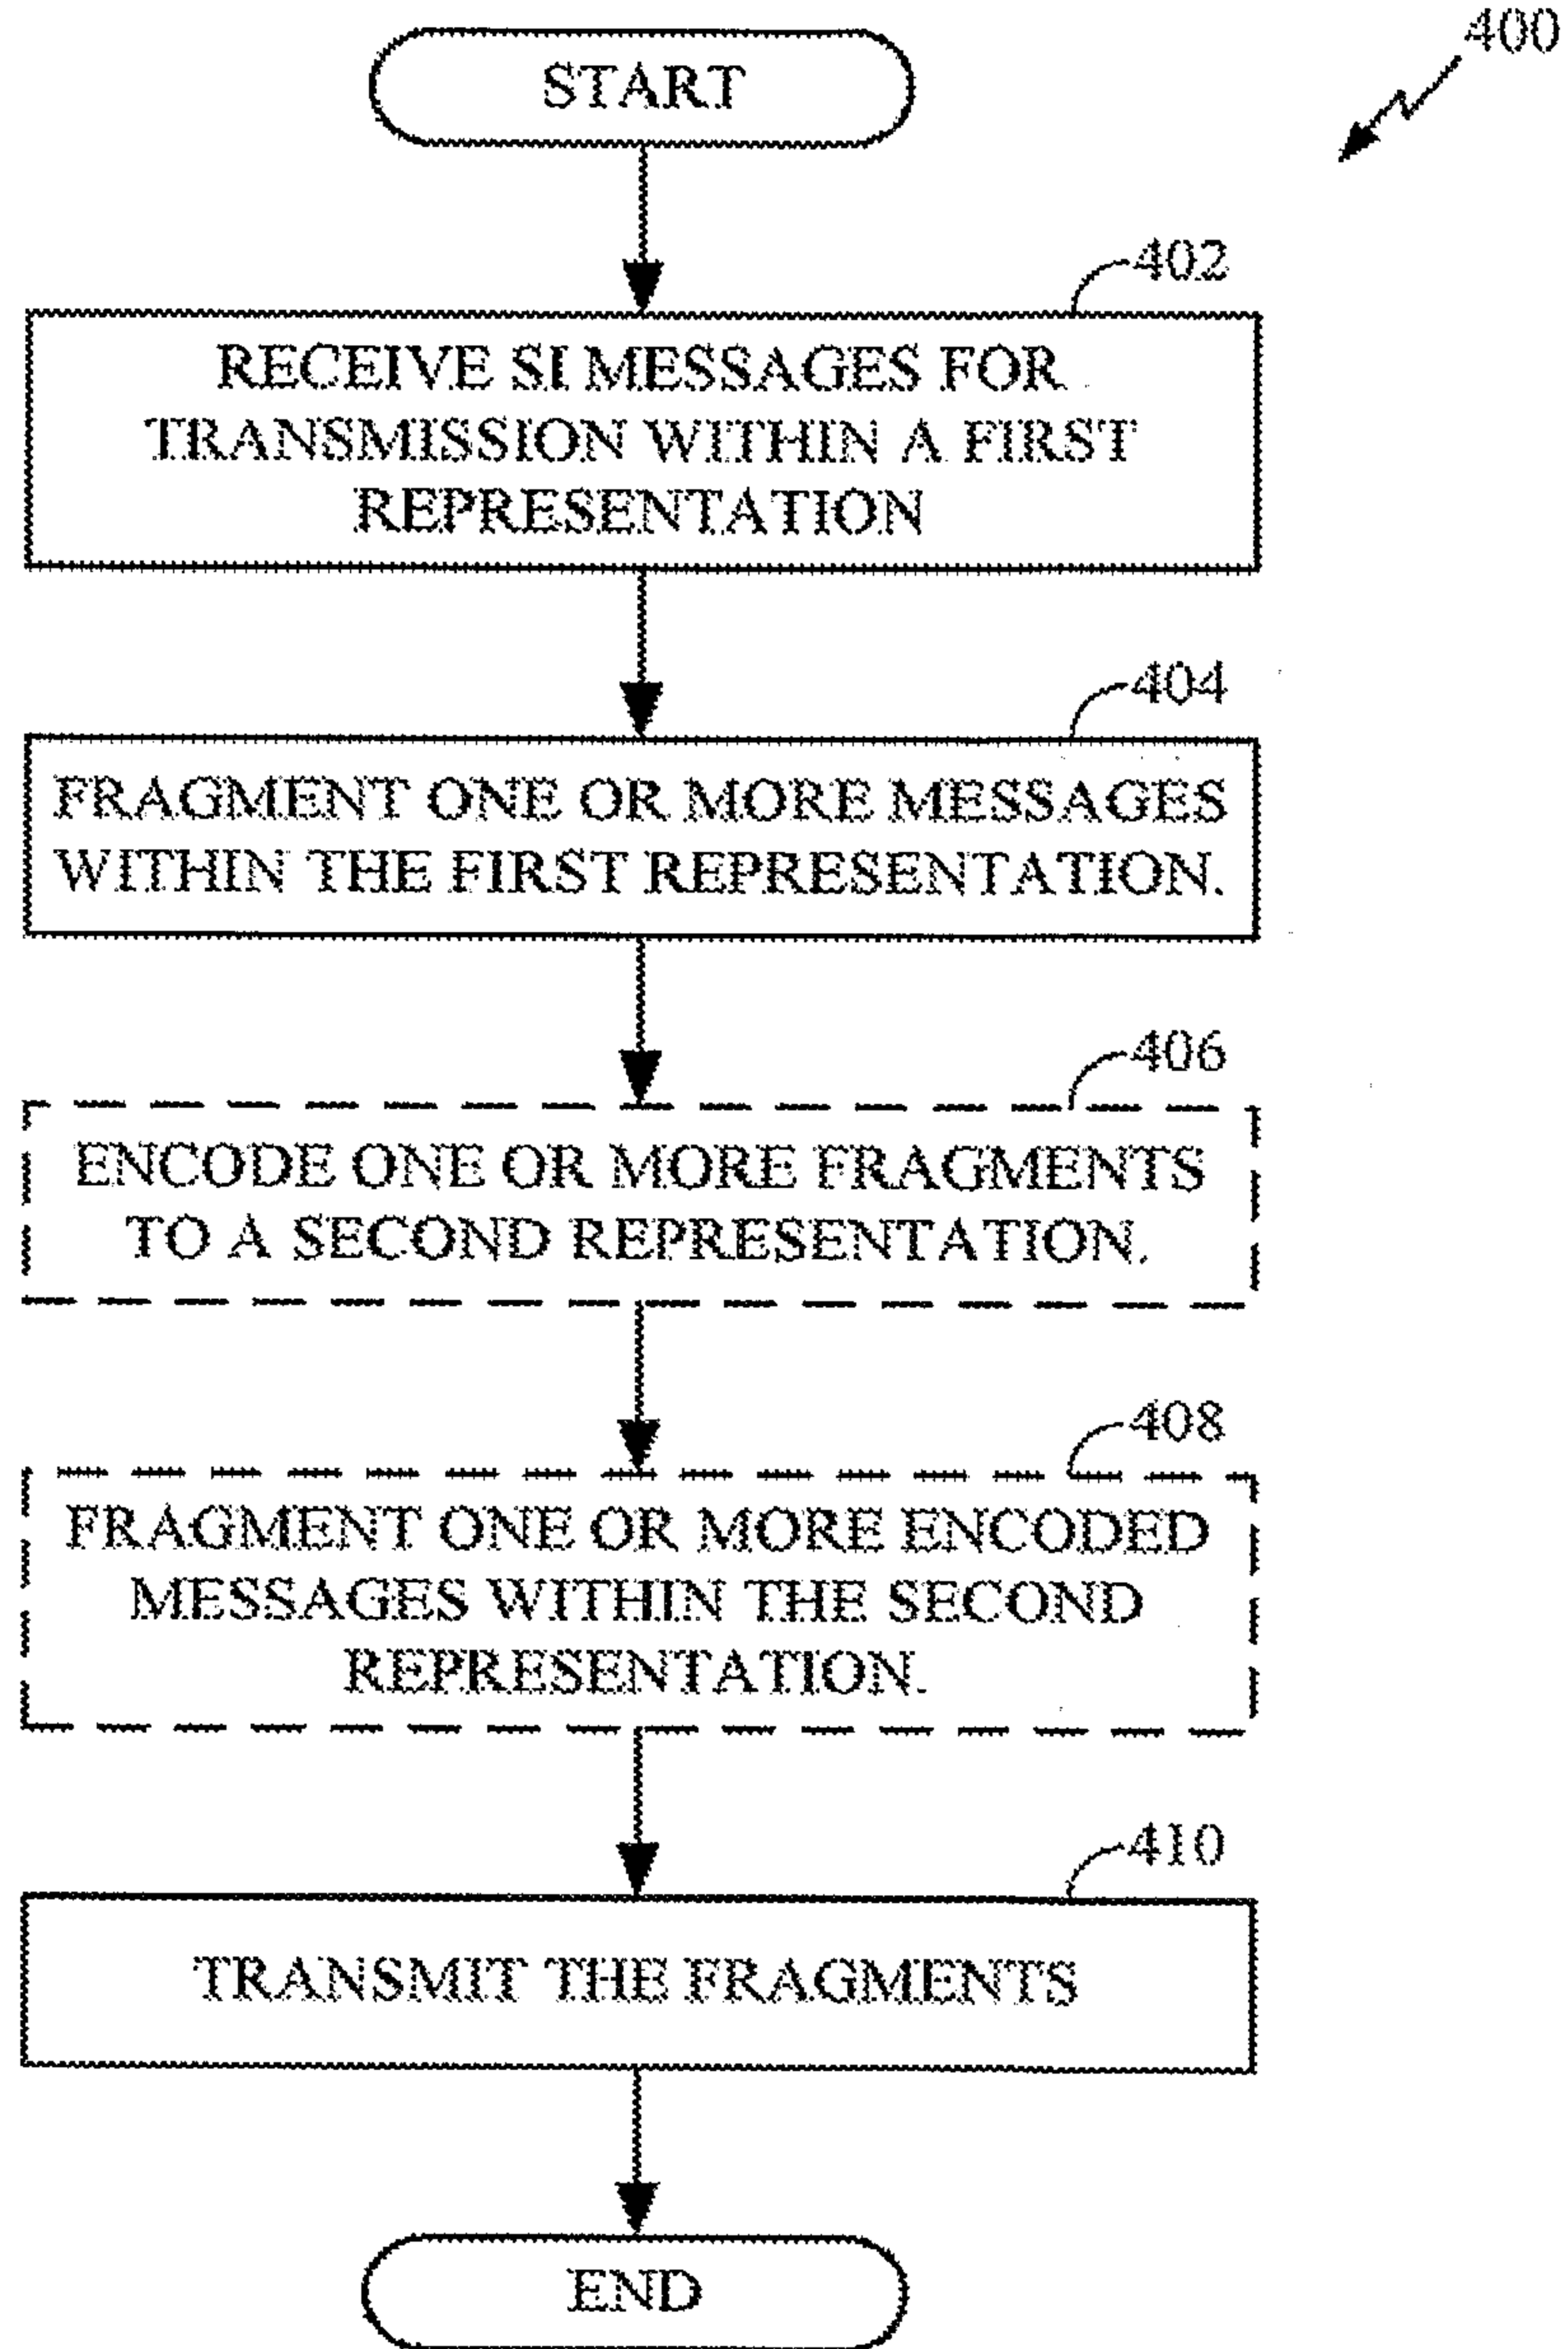 400
START
402
RECEIVE SI MESSAGES FOR
TRANSMISSION WITHIN A FIRST
REPRESENTATION
404
FRAGMENT ONE OR MORE MESSAGES
WITHIN THE FIRST REPRESENTATION.
406
ENCODE ONE OR MORE FRAGMENTS
TO A SECOND REPRESENTATION.
408
FRAGMENT ONE OR MORE ENCODED
MESSAGES WITHIN THE SECOND
REPRESENTATION.
410
TRANSMIT THE FRAGMENTS
END